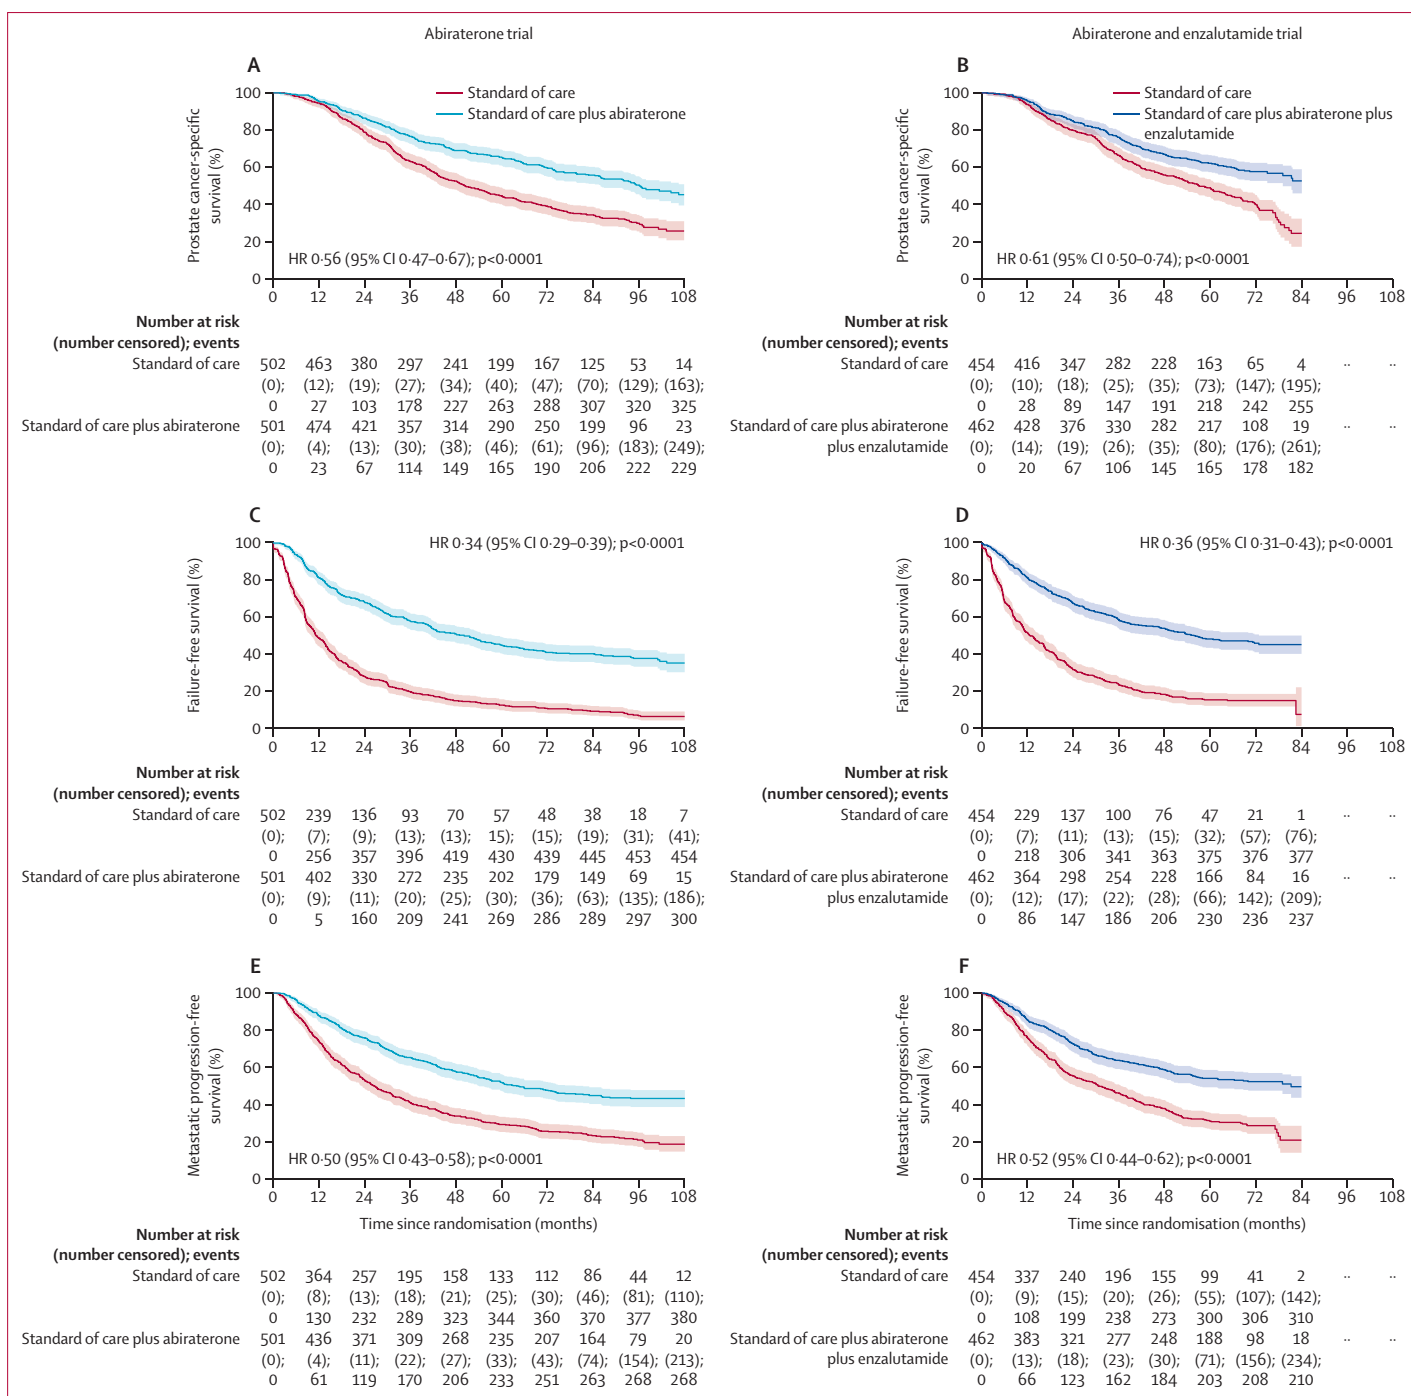 Abiraterone trial
Abiraterone and enzalutamide trial
A
Standard of care
Standard of care plus abiraterone
Prostate cancer-specific
survival (%)
100
80
60
40
20
0
HR 0·56 (95% CI 0·47–0·67); p<0·0001
0 12 24 36 48 60 72 84 96 108
Number at risk
(number censored); events
Standard of care 502 463 380 297 241 199 167 125 53 14
(0); (12); (19); (27); (34); (40); (47); (70); (129); (163);
0 27 103 178 227 263 288 307 320 325
Standard of care plus abiraterone 501 474 421 357 314 290 250 199 96 23
(0); (4); (13); (30); (38); (46); (61); (96); (183); (249);
0 23 67 114 149 165 190 206 222 229
B
Standard of care
Standard of care plus abiraterone plus
enzalutamide
Prostate cancer-specific
survival (%)
100
80
60
40
20
0
HR 0·61 (95% CI 0·50–0·74); p<0·0001
0 12 24 36 48 60 72 84 96 108
Number at risk
(number censored); events
Standard of care 454 416 347 282 228 163 65 4 ·· ··
(0); (10); (18); (25); (35); (73); (147); (195);
0 28 89 147 191 218 242 255
Standard of care plus abiraterone 462 428 376 330 282 217 108 19 ·· ··
plus enzalutamide (0); (14); (19); (26); (35); (80); (176); (261);
0 20 67 106 145 165 178 182
C
HR 0·34 (95% CI 0·29–0·39); p<0·0001
Failure-free survival (%)
100
80
60
40
20
0
0 12 24 36 48 60 72 84 96 108
Number at risk
(number censored); events
Standard of care 502 239 136 93 70 57 48 38 18 7
(0); (7); (9); (13); (13); 15); (15); (19); (31); (41);
0 256 357 396 419 430 439 445 453 454
Standard of care plus abiraterone 501 402 330 272 235 202 179 149 69 15
(0); (9); (11); (20); (25); (30); (36); (63); (135); (186);
0 5 160 209 241 269 286 289 297 300
D
HR 0·36 (95% CI 0·31–0·43); p<0·0001
Failure-free survival (%)
100
80
60
40
20
0
0 12 24 36 48 60 72 84 96 108
Number at risk
(number censored); events
Standard of care 454 229 137 100 76 47 21 1 ·· ··
(0); (7); (11); (13); (15); (32); (57); (76);
0 218 306 341 363 375 376 377
Standard of care plus abiraterone 462 364 298 254 228 166 84 16 ·· ··
plus enzalutamide (0); (12); (17); (22); (28); (66); 142); (209);
0 86 147 186 206 230 236 237
E
Metastatic progression-free
survival (%)
100
80
60
40
20
0
HR 0·50 (95% CI 0·43–0·58); p<0·0001
0 12 24 36 48 60 72 84 96 108
Time since randomisation (months)
Number at risk
(number censored); events
Standard of care 502 364 257 195 158 133 112 86 44 12
(0); (8); (13); (18); (21); (25); (30); (46); (81); (110);
0 130 232 289 323 344 360 370 377 380
Standard of care plus abiraterone 501 436 371 309 268 235 207 164 79 20
(0); (4); (11); (22); (27); (33); (43); (74); (154); (213);
0 61 119 170 206 233 251 263 268 268
F
Metastatic progression-free
survival (%)
100
80
60
40
20
0
HR 0·52 (95% CI 0·44–0·62); p<0·0001
0 12 24 36 48 60 72 84 96 108
Time since randomisation (months)
Number at risk
(number censored); events
Standard of care 454 337 240 196 155 99 41 2 ·· ··
(0); (9); (15); (20); (26); (55); (107); (142);
0 108 199 238 273 300 306 310
Standard of care plus abiraterone 462 383 321 277 248 188 98 18 ·· ··
plus enzalutamide (0); (13); (18); (23); (30); (71); (156); (234);
0 66 123 162 184 203 208 210